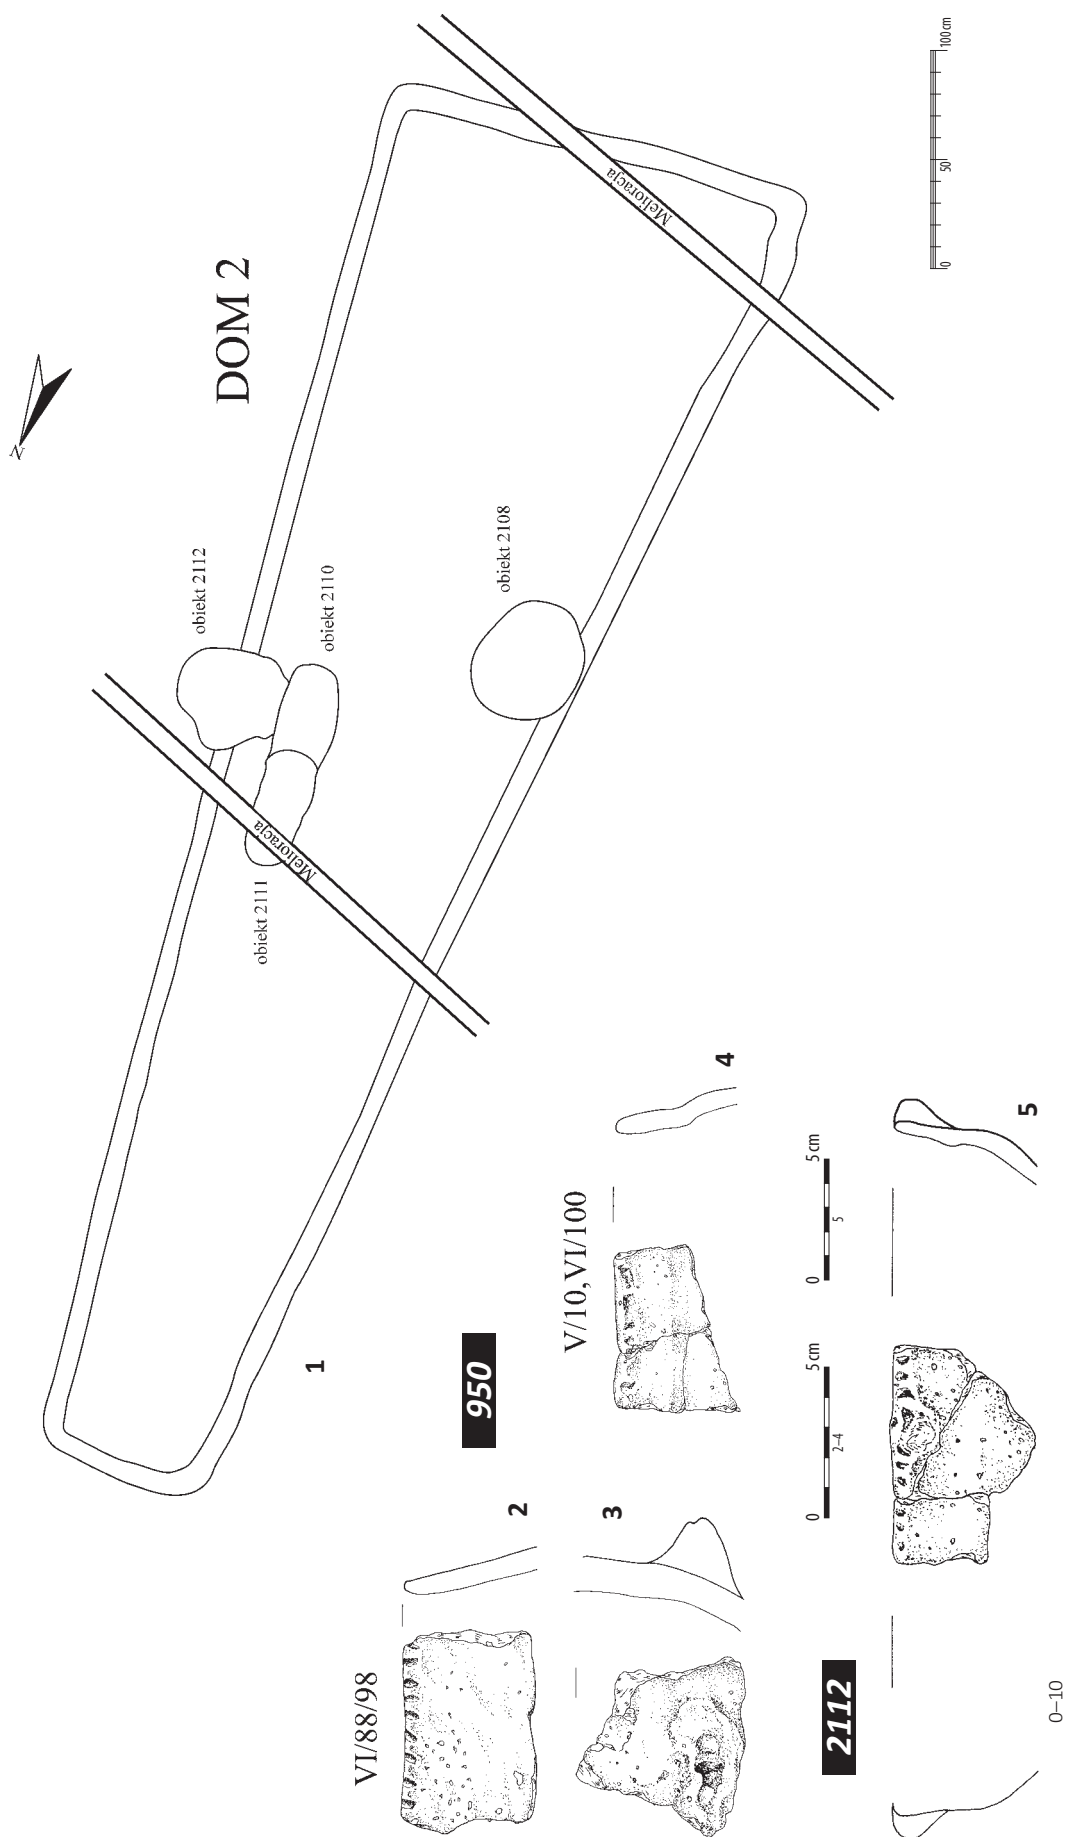 N
DOM 2
100 cm
50
0
Melioracja
obiekt 2112
obiekt 2110
obiekt 2108
obiekt 2111
Melioracja
1
950
VI/88/98
2
3
V/10, VI/100
4
0
5 cm
2–4
0
5 cm
5
2112
0–10
5